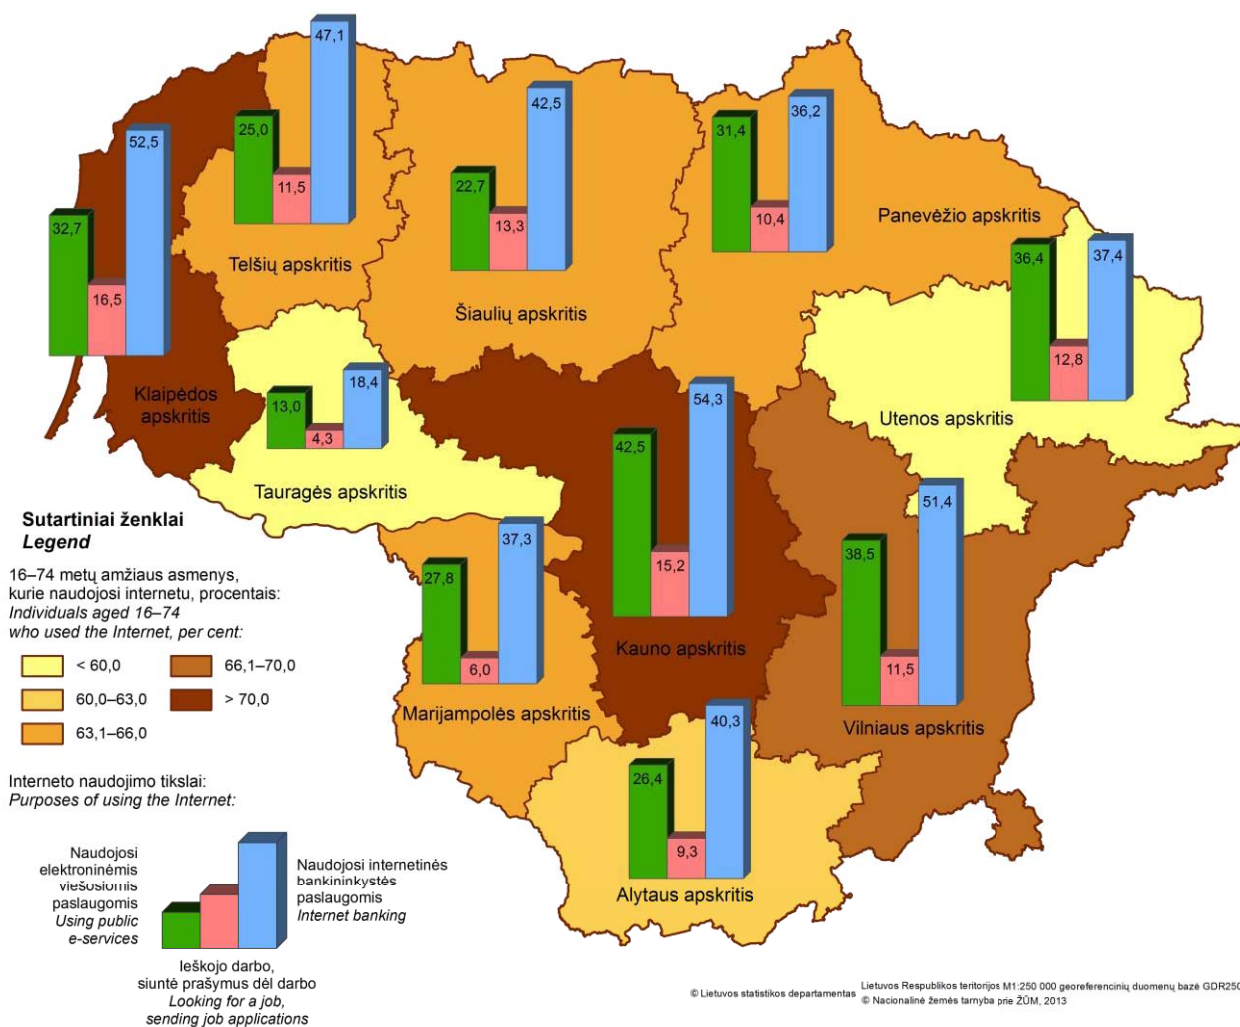 47,1
25,0
11,5
Telšių apskritis
42,5
22,7
13,3
Šiaulių apskritis
36,2
31,4
10,4
Panevėžio apskritis
52,5
32,7
16,5
Klaipėdos
apskritis
36,4
37,4
12,8
Utenos apskritis
18,4
13,0
4,3
Tauragės apskritis
54,3
42,5
15,2
Kauno apskritis
51,4
38,5
11,5
Vilniaus apskritis
37,3
27,8
6,0
Marijampolės apskritis
40,3
26,4
9,3
Alytaus apskritis
Sutartiniai ženklai
Legend
16–74 metų amžiaus asmenys,
kurie naudojosi internetu, procentais:
Individuals aged 16–74
who used the Internet, per cent:
< 60,0
66,1–70,0
60,0–63,0
> 70,0
63,1–66,0
Interneto naudojimo tikslai:
Purposes of using the Internet:
Naudojosi
elektroninėmis
viešosiomis
paslaugomis
Using public
e-services
Naudojosi internetinės
bankininkystės
paslaugomis
Internet banking
Ieškojo darbo,
siuntė prašymus dėl darbo
Looking for a job,
sending job applications
© Lietuvos statistikos departamentas
Lietuvos Respublikos teritorijos M1:250 000 georeferencinių duomenų bazė GDR250
© Nacionalinė žemės tarnyba prie ŽŪM, 2013